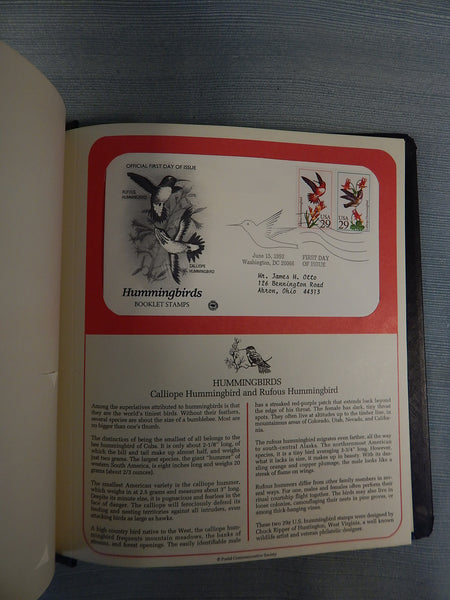 OFFICIAL FIRST DAY OF ISSUE
RUFOUS
HUMMINGBIRD
CALLIOPE
HUMMINGBIRD
Hummingbirds
BOOKLET STAMPS
USA
29
USA
29
June 15, 1992
Washington, DC 20066
FIRST DAY
OF ISSUE
Mr. James H. Otto
126 Bennington Road
Akron, Ohio 44313
HUMMINGBIRDS
Calliope Hummingbird and Rufous Hummingbird
Among the superlatives attributed to hummingbirds is that
they are the world's tiniest birds. Without their feathers,
several species are about the size of a bumblebee. Most are
no bigger than one's thumb.
The distinction of being the smallest of all belongs to the
bee hummingbird of Cuba. It is only about 2-1/8" long, of
which the bill and tail make up almost half, and weighs
just two grams. The largest species, the giant "hummer" of
western South America, is eight inches long and weighs 20
grams (about 2/3 ounces).
The smallest American variety is the calliope hummer,
which weighs in at 2.5 grams and measures about 3" long.
Despite its minute size, it is pugnacious and fearless in the
face of danger. The calliope will ferociously defend its
feeding and nesting territories against all intruders, even
attacking birds as large as hawks.
A high country bird native to the West, the calliope hum-
mingbird frequents mountain meadows, the banks of
streams, and forest openings. The easily identifiable male
has a streaked red-purple patch that extends back beyond
the edge of his throat. The female has dark, tiny throat
spots. They often live at altitudes up to the timber line, in
mountainous areas of Colorado, Utah, Nevada, and Califor-
nia.
The rufous hummingbird migrates even farther, all the way
to south-central Alaska. The northernmost American
species, it is a tiny bird averaging 3-3/4" long. However,
what it lacks in size, it makes up in beauty. With its daz-
zling orange and copper plumage, the male looks like a
streak of flame on wings.
Rufous hummers differ from other family members in sev-
eral ways. For one, males and females often perform their
ritual courtship flight together. The birds may also live in
loose colonies, camouflaging their nests in pine groves, or
among thick-hanging vines.
These two 29¢ U.S. hummingbird stamps were designed by
Chuck Ripper of Huntington, West Virginia, a well known
wildlife artist and veteran philatelic designer.
© Postal Commemorative Society